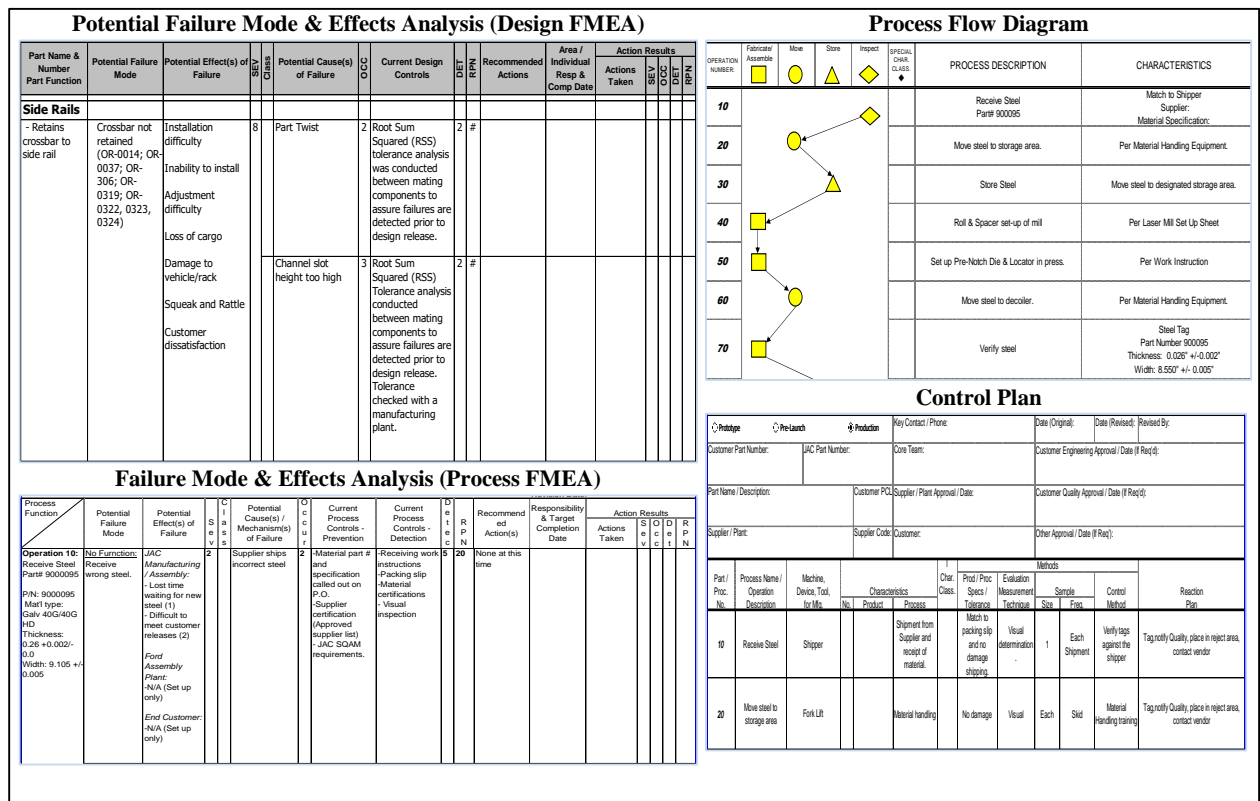 Potential Failure Mode & Effects Analysis (Design FMEA)
Part Name & Number Part Function
Potential Failure Mode
Potential Effect(s) of Failure
SEV
Class
Potential Cause(s) of Failure
OCC
Current Design Controls
DET
RPN
Recommended Actions
Area / Individual Resp & Comp Date
Action Results
Actions Taken
SEV
OCC
DET
RPN
Side Rails
- Retains crossbar to side rail
Crossbar not retained (OR-0014; OR-0037; OR-306; OR-0319; OR-0322, 0323, 0324)
Installation difficulty
Inability to install
Adjustment difficulty
Loss of cargo
Damage to vehicle/rack
Squeak and Rattle
Customer dissatisfaction
8
Part Twist
2
Root Sum Squared (RSS) tolerance analysis was conducted between mating components to assure failures are detected prior to design release.
2
#
Channel slot height too high
3
Root Sum Squared (RSS) Tolerance analysis conducted between mating components to assure failures are detected prior to design release. Tolerance checked with a manufacturing plant.
2
#
Process Flow Diagram
OPERATION NUMBER:
Fabricate/ Assemble
Move
Store
Inspect
SPECIAL CHAR. CLASS.
PROCESS DESCRIPTION
CHARACTERISTICS
10
Receive Steel
Part# 900095
Match to Shipper
Supplier:
Material Specification:
20
Move steel to storage area.
Per Material Handling Equipment.
30
Store Steel
Move steel to designated storage area.
40
Roll & Spacer set-up of mill
Per Laser Mill Set Up Sheet
50
Set up Pre-Notch Die & Locator in press.
Per Work Instruction
60
Move steel to decoiler.
Per Material Handling Equipment.
70
Verify steel
Steel Tag
Part Number 900095
Thickness: 0.026" +/-0.002"
Width: 8.550" +/- 0.005"
Failure Mode & Effects Analysis (Process FMEA)
Process Function
Potential Failure Mode
Potential Effect(s) of Failure
Sev
Class
Potential Cause(s) / Mechanism(s) of Failure
Occur
Current Process Controls - Prevention
Current Process Controls - Detection
Detec
RPN
Recommend ed Action(s)
Responsibility & Target Completion Date
Action Results
Actions Taken
Sev
Occ
Det
RPN
Operation 10:
Receive Steel
Part# 9000095
P/N: 9000095
Mat'l type:
Galv 40G/40G
HD
Thickness:
0.26 +0.002/-
0.0
Width: 9.105 +/-
0.005
No Function:
Receive wrong steel.
JAC Manufacturing / Assembly:
- Lost time waiting for new steel (1)
- Difficult to meet customer releases (2)
Ford Assembly Plant:
-N/A (Set up only)
End Customer:
-N/A (Set up only)
2
Supplier ships incorrect steel
2
-Material part # and specification called out on P.O.
-Supplier certification (Approved supplier list)
- JAC SQAM requirements.
-Receiving work instructions
-Packing slip
-Material certifications
- Visual inspection
5
20
None at this time
Control Plan
Prototype
Pre-Launch
Production
Key Contact / Phone:
Date (Original):
Date (Revised):
Revised By:
Customer Part Number:
JAC Part Number:
Core Team:
Customer Engineering Approval / Date (If Req'd):
Part Name / Description:
Customer PCL
Supplier / Plant Approval / Date:
Customer Quality Approval / Date (If Req'd):
Supplier / Plant:
Supplier Code:
Customer:
Other Approval / Date (If Req'):
Part / Proc. No.
Process Name / Operation Description
Machine, Device, Tool, for Mfg.
Characteristics
No.
Product
Process
Char. Class.
Methods
Prod / Proc Specs / Tolerance
Evaluation Measurement Technique
Sample
Size
Freq.
Control Method
Reaction Plan
10
Receive Steel
Shipper
Shipment from Supplier and receipt of material.
Match to packing slip and no damage shipping.
Visual determination.
1
Each Shipment
Verify tags against the shipper
Tag,notify Quality, place in reject area, contact vendor
20
Move steel to storage area
Fork Lift
Material handling
No damage
Visual
Each
Skid
Material Handling training
Tag,notify Quality, place in reject area, contact vendor